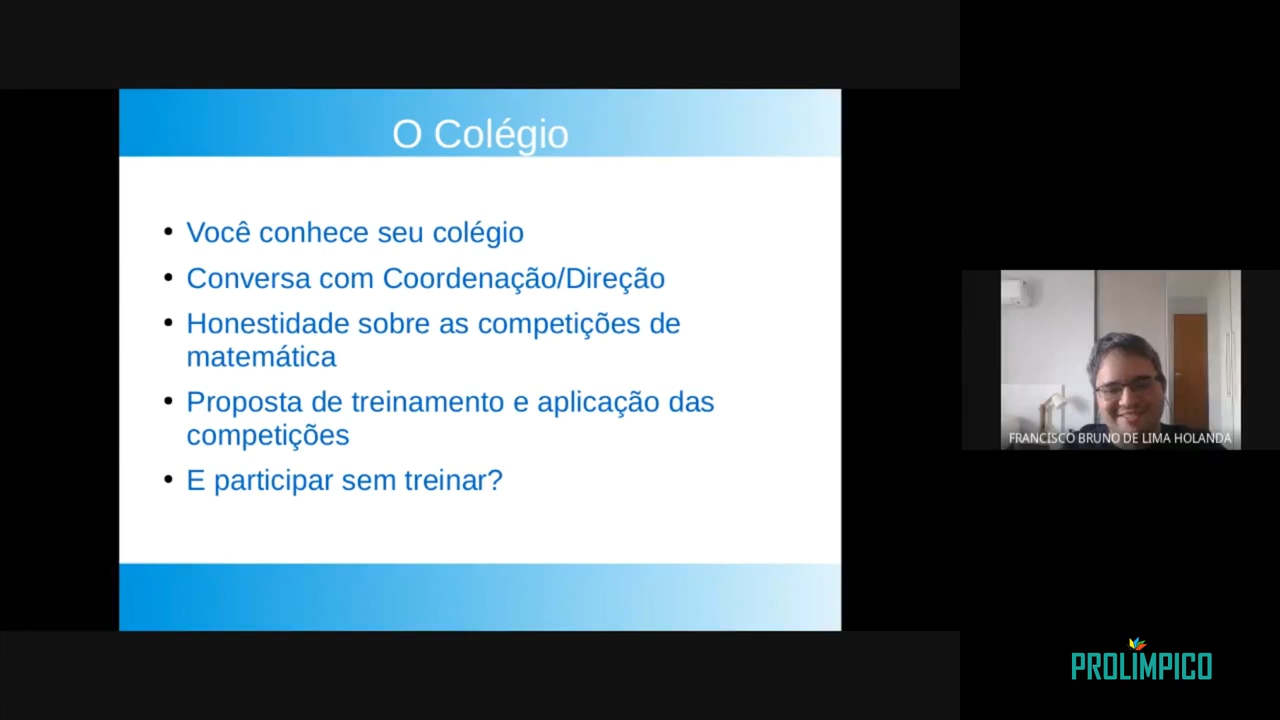 O Colégio
Você conhece seu colégio
Conversa com Coordenação/Direção
Honestidade sobre as competições de
matemática
Proposta de treinamento e aplicação das
competições
E participar sem treinar?
FRANCISCO BRUNO DE LIMA HOLANDA
PROLÍMPICO